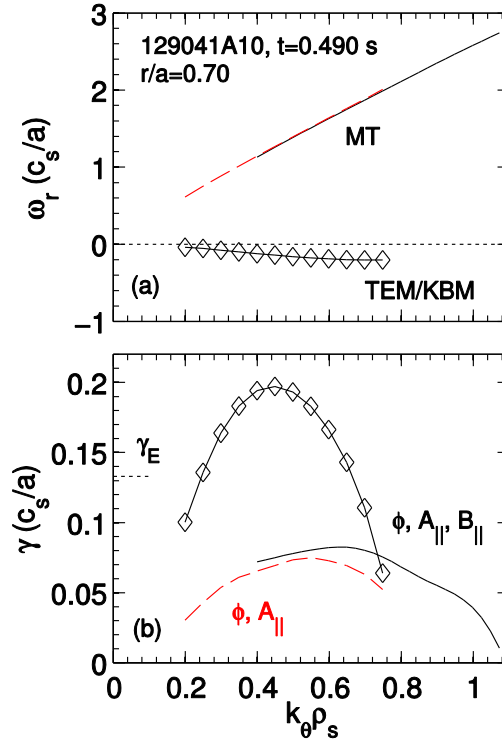 129041A10, t=0.490 s
r/a=0.70
3
2
1
0
−1
ω_r (c_s/a)
MT
TEM/KBM
(a)
0.2
0.15
0.1
0.05
0
γ (c_s/a)
γ_E
ϕ, A_||, B_||
ϕ, A_||
(b)
0 0.2 0.4 0.6 0.8 1
k_θρ_s